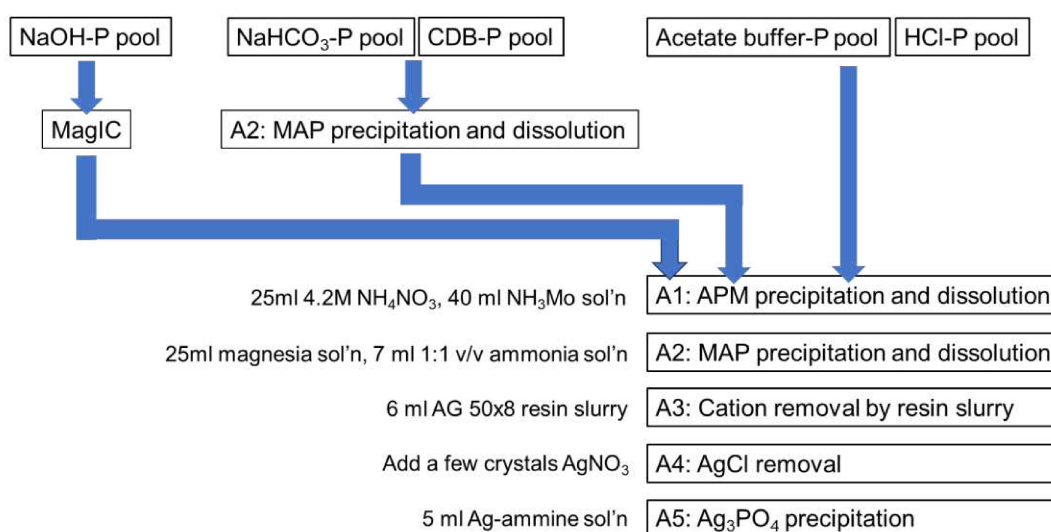 NaOH-P pool
NaHCO₃-P pool
CDB-P pool
Acetate buffer-P pool
HCl-P pool
MagIC
A2: MAP precipitation and dissolution
25ml 4.2M NH₄NO₃, 40 ml NH₃Mo sol'n
A1: APM precipitation and dissolution
25ml magnesia sol'n, 7 ml 1:1 v/v ammonia sol'n
A2: MAP precipitation and dissolution
6 ml AG 50x8 resin slurry
A3: Cation removal by resin slurry
Add a few crystals AgNO₃
A4: AgCl removal
5 ml Ag-ammine sol'n
A5: Ag₃PO₄ precipitation